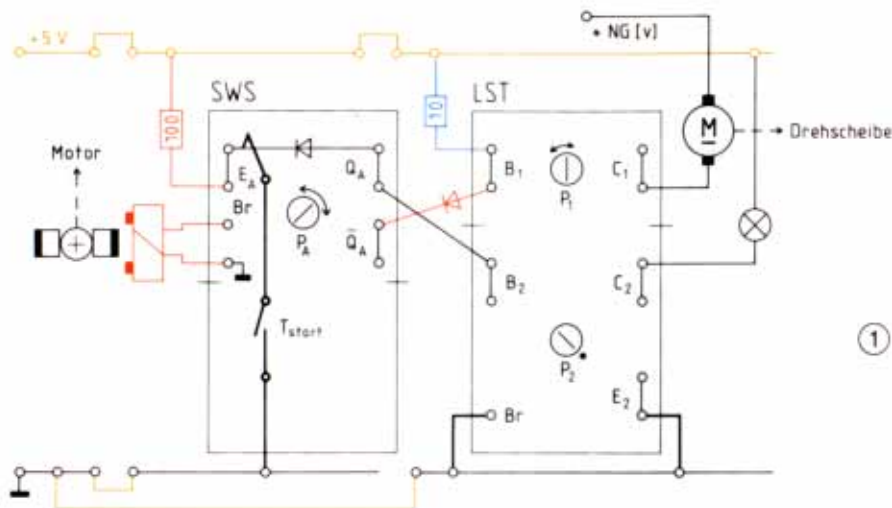 + NG [v]
+5 V
SWS
LST
100
10
M
Drehscheibe
Motor
E_A
Q_A
B_1
P_1
C_1
Br
P_A
Q̄_A
B_2
C_2
T_start
P_2
1
E_2
Br